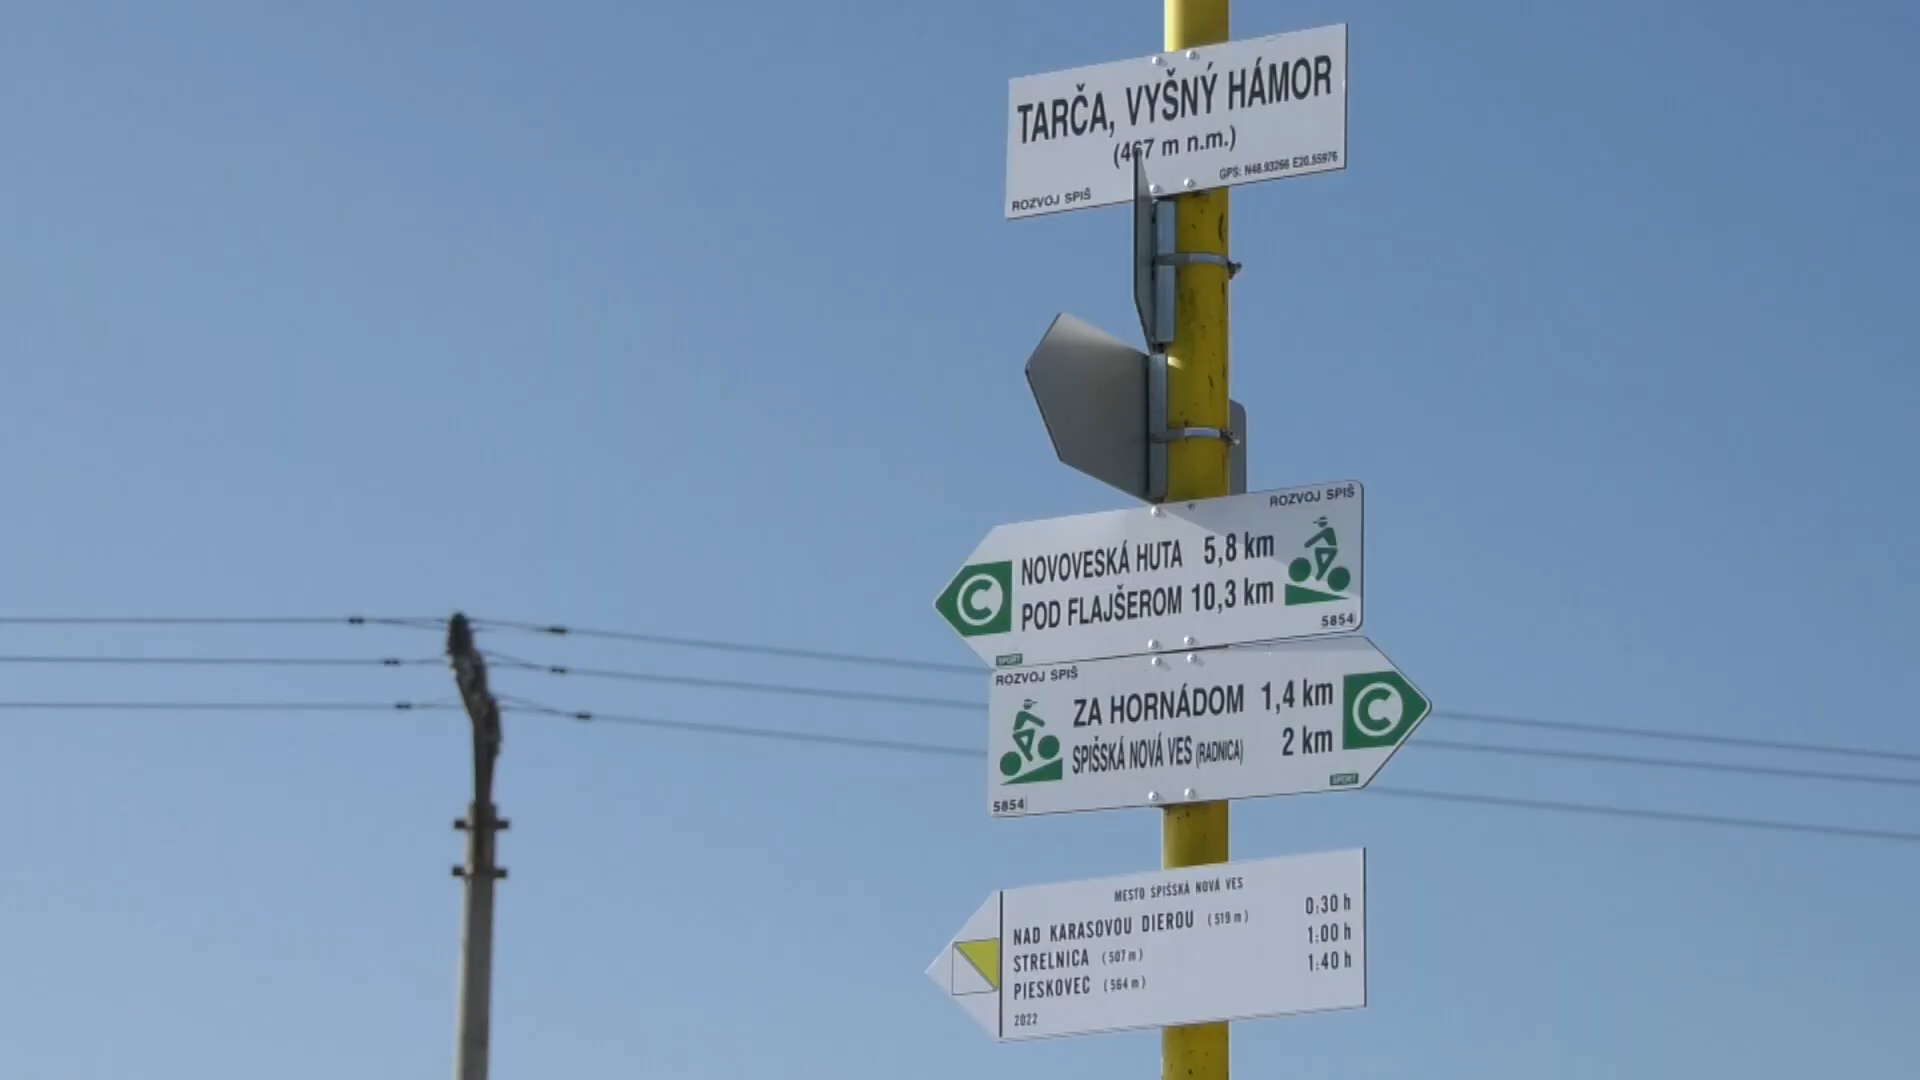 TARČA, VYŠNÝ HÁMOR
(467 m n.m.)
GPS: N48.93266 E20.55976
ROZVOJ SPIŠ
ROZVOJ SPIŠ
C
NOVOVESKÁ HUTA 5,8 km
POD FLAJŠEROM 10,3 km
5854
SPORT
ROZVOJ SPIŠ
ZA HORNÁDOM 1,4 km
SPIŠSKÁ NOVÁ VES (RADNICA) 2 km
C
SPORT
5854
MESTO SPIŠSKÁ NOVÁ VES
NAD KARASOVOU DIEROU (519 m) 0:30 h
STRELNICA (507 m) 1:00 h
PIESKOVEC (564 m) 1:40 h
2022